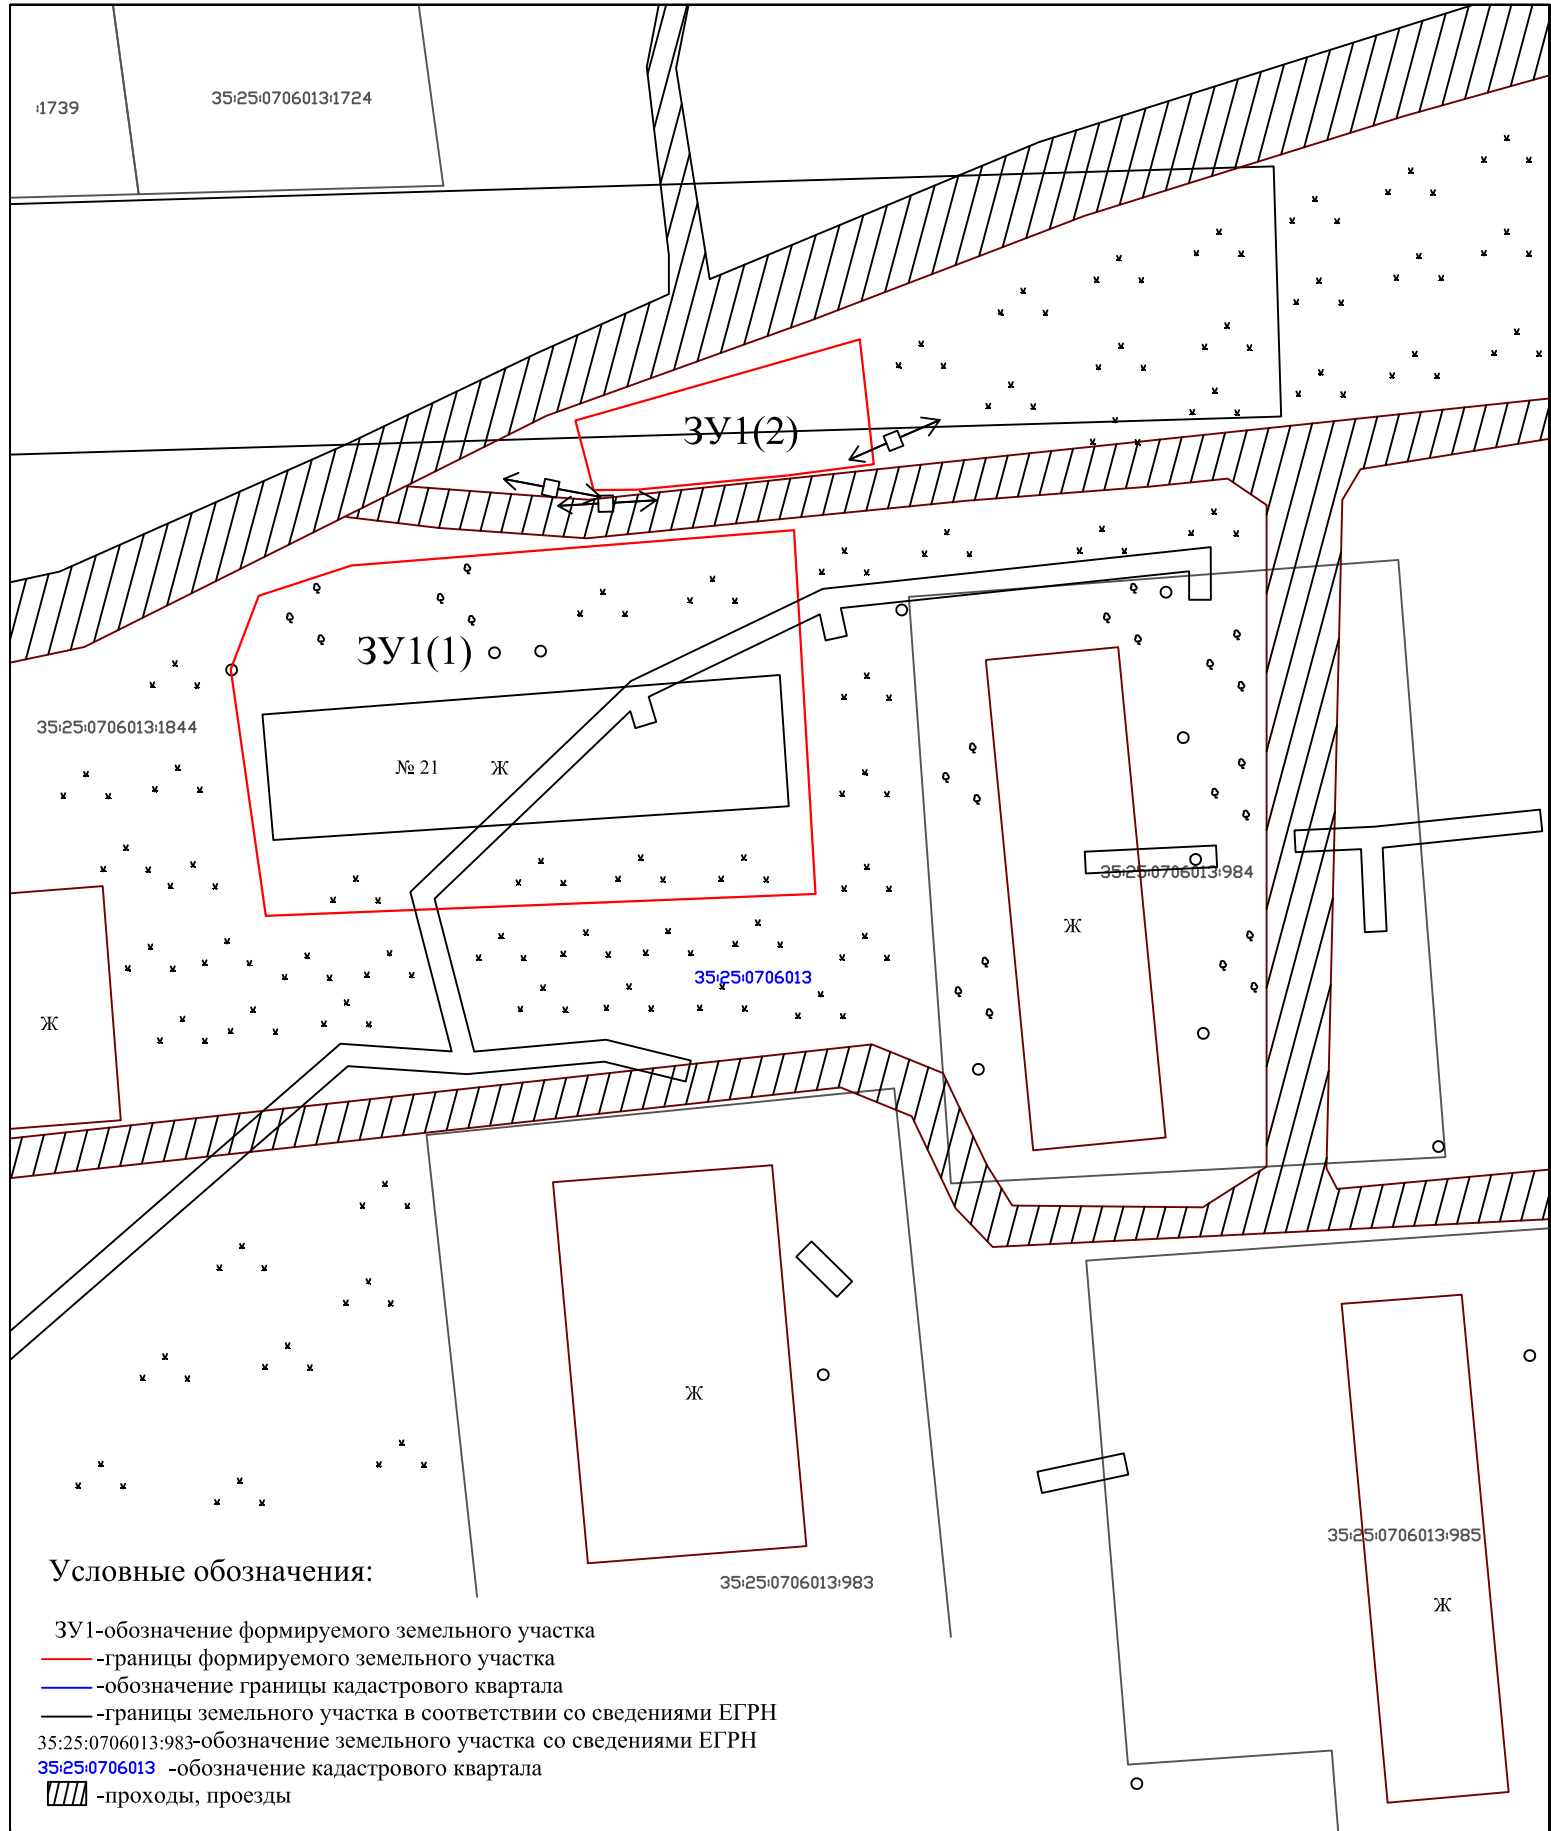 :1739
35:25:0706013:1724
ЗУ1(2)
ЗУ1(1)
35:25:0706013:1844
№ 21 Ж
35:25:0706013:984
Ж
35:25:0706013
Ж
Ж
35:25:0706013:985
35:25:0706013:983
Ж
Условные обозначения:
ЗУ1-обозначение формируемого земельного участка
-границы формируемого земельного участка
-обозначение границы кадастрового квартала
-границы земельного участка в соответствии со сведениями ЕГРН
35:25:0706013:983-обозначение земельного участка со сведениями ЕГРН
35:25:0706013 -обозначение кадастрового квартала
-проходы, проезды